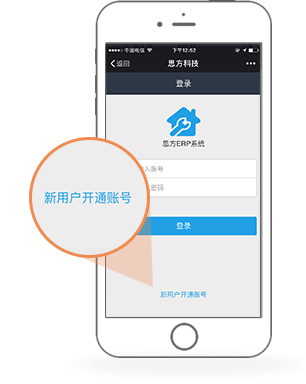 中国电信 下午12:52
返回 思方科技
登录
思方ERP系统
入账号
密码
登录
新用户开通账号
新用户开通账号